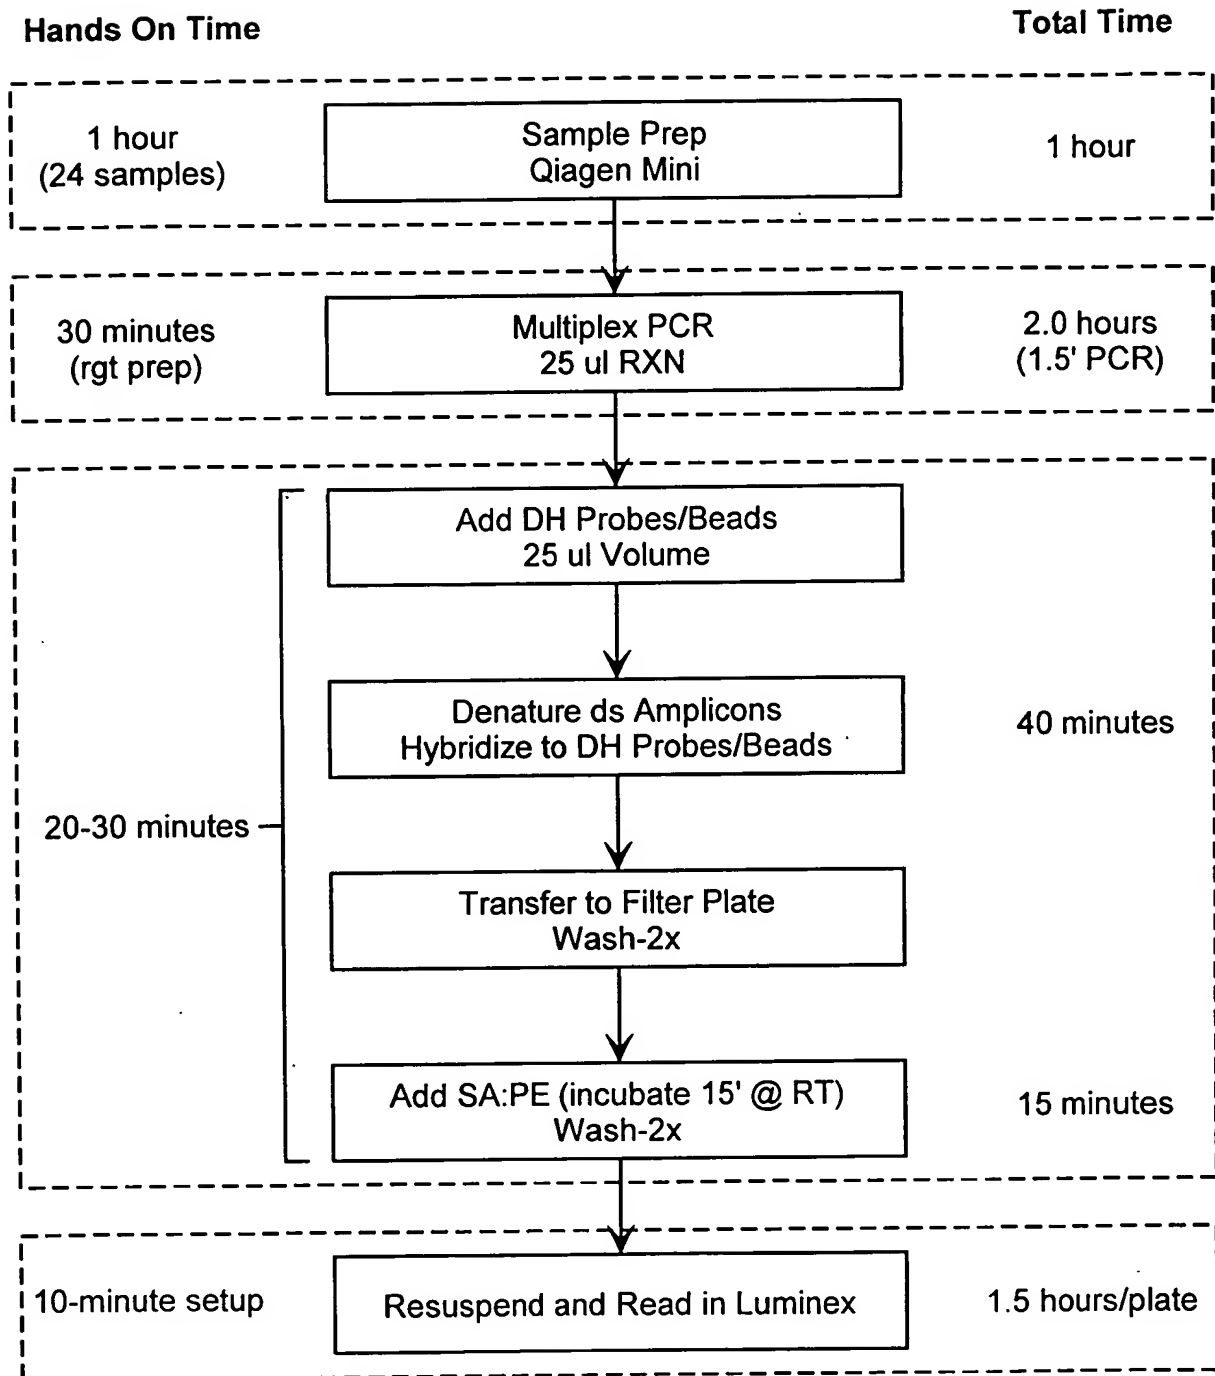 Hands On Time
Total Time
1 hour
(24 samples)
Sample Prep
Qiagen Mini
1 hour
30 minutes
(rgt prep)
Multiplex PCR
25 ul RXN
2.0 hours
(1.5' PCR)
Add DH Probes/Beads
25 ul Volume
Denature ds Amplicons
Hybridize to DH Probes/Beads
40 minutes
20-30 minutes
Transfer to Filter Plate
Wash-2x
Add SA:PE (incubate 15' @ RT)
Wash-2x
15 minutes
10-minute setup
Resuspend and Read in Luminex
1.5 hours/plate